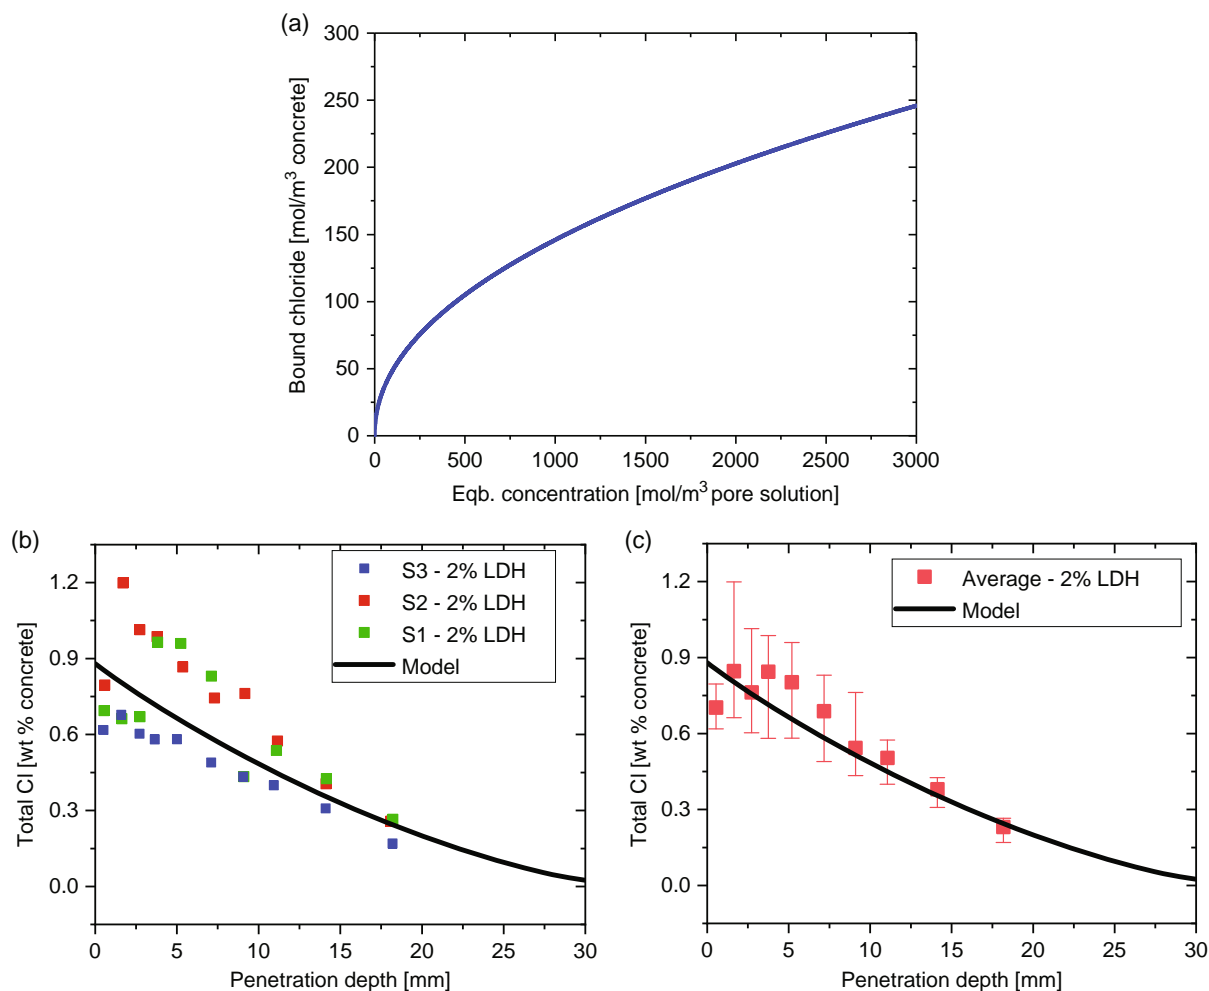 (a)
300
250
200
150
100
50
0
Bound chloride [mol/m³ concrete]
0 500 1000 1500 2000 2500 3000
Eqb. concentration [mol/m³ pore solution]
(b)
1.2
0.9
0.6
0.3
0.0
Total Cl [wt % concrete]
S3 - 2% LDH
S2 - 2% LDH
S1 - 2% LDH
Model
0 5 10 15 20 25 30
Penetration depth [mm]
(c)
1.2
0.9
0.6
0.3
0.0
Total Cl [wt % concrete]
Average - 2% LDH
Model
0 5 10 15 20 25 30
Penetration depth [mm]